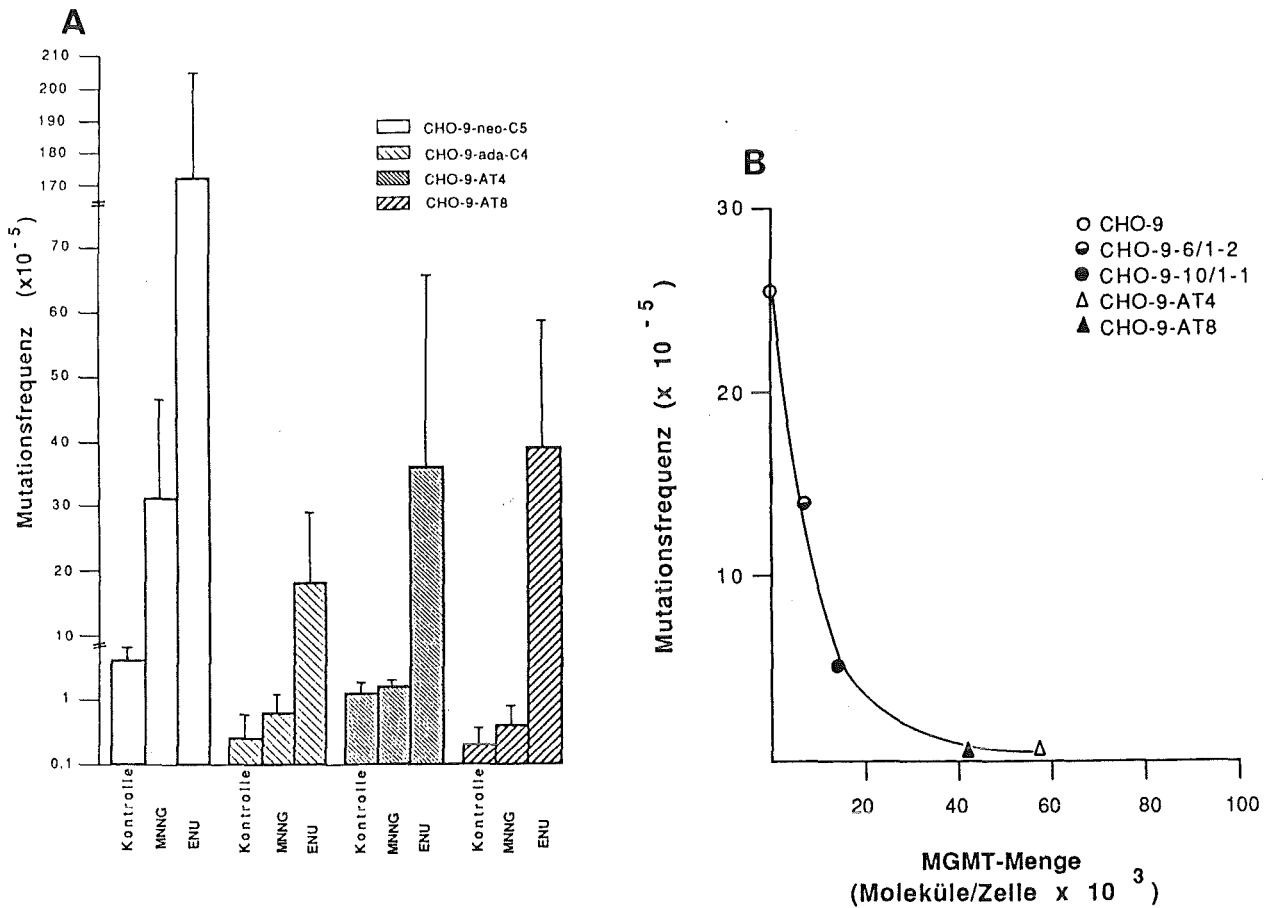 A
210
200
190
180
170
70
60
50
40
30
20
10
1
0.1
Mutationsfrequenz (x10⁻⁵)
CHO-9-neo-C5
CHO-9-ada-C4
CHO-9-AT4
CHO-9-AT8
Kontrolle
MNNG
ENU
Kontrolle
MNNG
ENU
Kontrolle
MNNG
ENU
Kontrolle
MNNG
ENU
B
30
20
10
Mutationsfrequenz (x 10⁻⁵)
CHO-9
CHO-9-6/1-2
CHO-9-10/1-1
CHO-9-AT4
CHO-9-AT8
20 40 60 80 100
MGMT-Menge
(Moleküle/Zelle x 10³)